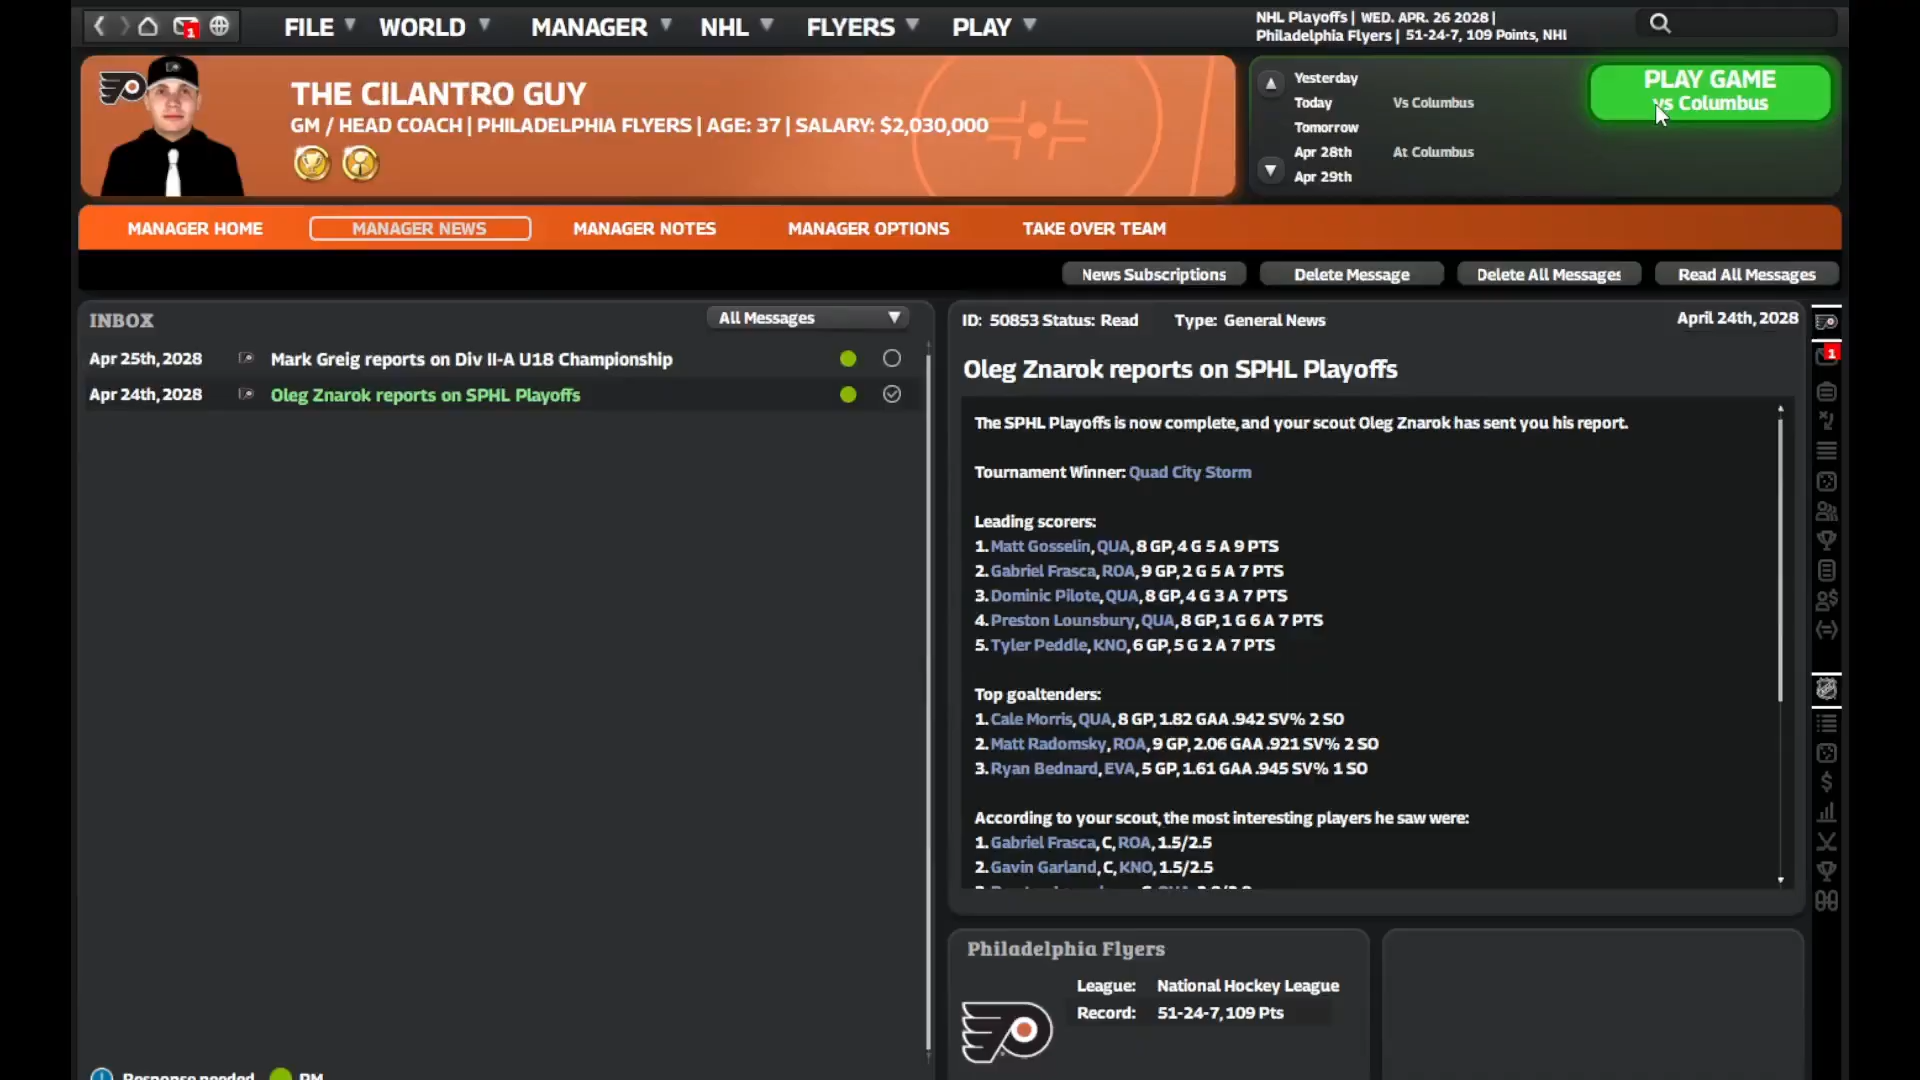 1
FILE WORLD MANAGER NHL FLYERS PLAY
NHL Playoffs | WED. APR. 26 2028 |
Philadelphia Flyers | 51-24-7, 109 Points, NHI
THE CILANTRO GUY
GM / HEAD COACH | PHILADELPHIA FLYERS | AGE: 37 | SALARY: $2,030,000
Yesterday
Today Vs Columbus
Tomorrow
Apr 28th At Columbus
Apr 29th
PLAY GAME
vs Columbus
MANAGER HOME MANAGER NEWS MANAGER NOTES MANAGER OPTIONS TAKE OVER TEAM
News Subscriptions Delete Message Delete All Messages Read All Messages
INBOX All Messages
Apr 25th, 2028 Mark Greig reports on Div II-A U18 Championship
Apr 24th, 2028 Oleg Znarok reports on SPHL Playoffs
ID: 50853 Status: Read Type: General News April 24th, 2028
1
Oleg Znarok reports on SPHL Playoffs
The SPHL Playoffs is now complete, and your scout Oleg Znarok has sent you his report.
Tournament Winner: Quad City Storm
Leading scorers:
1. Matt Gosselin, QUA, 8 GP, 4 G 5 A 9 PTS
2. Gabriel Frasca, ROA, 9 GP, 2 G 5 A 7 PTS
3. Dominic Pilote, QUA, 8 GP, 4 G 3 A 7 PTS
4. Preston Lounsbury, QUA, 8 GP, 1 G 6 A 7 PTS
5. Tyler Peddle, KNO, 6 GP, 5 G 2 A 7 PTS
Top goaltenders:
1. Cale Morris, QUA, 8 GP, 1.82 GAA .942 SV% 2 SO
2. Matt Radomsky, ROA, 9 GP, 2.06 GAA .921 SV% 2 SO
3. Ryan Bednard, EVA, 5 GP, 1.61 GAA .945 SV% 1 SO
According to your scout, the most interesting players he saw were:
1. Gabriel Frasca, C, ROA, 1.5/2.5
2. Gavin Garland, C, KNO, 1.5/2.5
Philadelphia Flyers
League: National Hockey League
Record: 51-24-7, 109 Pts
Response needed PM